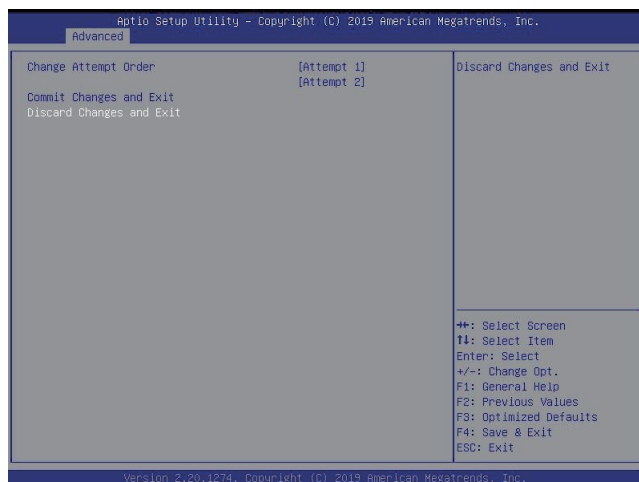 Aptio Setup Utility – Copyright (C) 2019 American Megatrends, Inc.
Advanced
Change Attempt Order [Attempt 1]
[Attempt 2]
Commit Changes and Exit
Discard Changes and Exit
Discard Changes and Exit
→←: Select Screen
↑↓: Select Item
Enter: Select
+/-: Change Opt.
F1: General Help
F2: Previous Values
F3: Optimized Defaults
F4: Save & Exit
ESC: Exit
Version 2.20.1274. Copyright (C) 2019 American Megatrends, Inc.